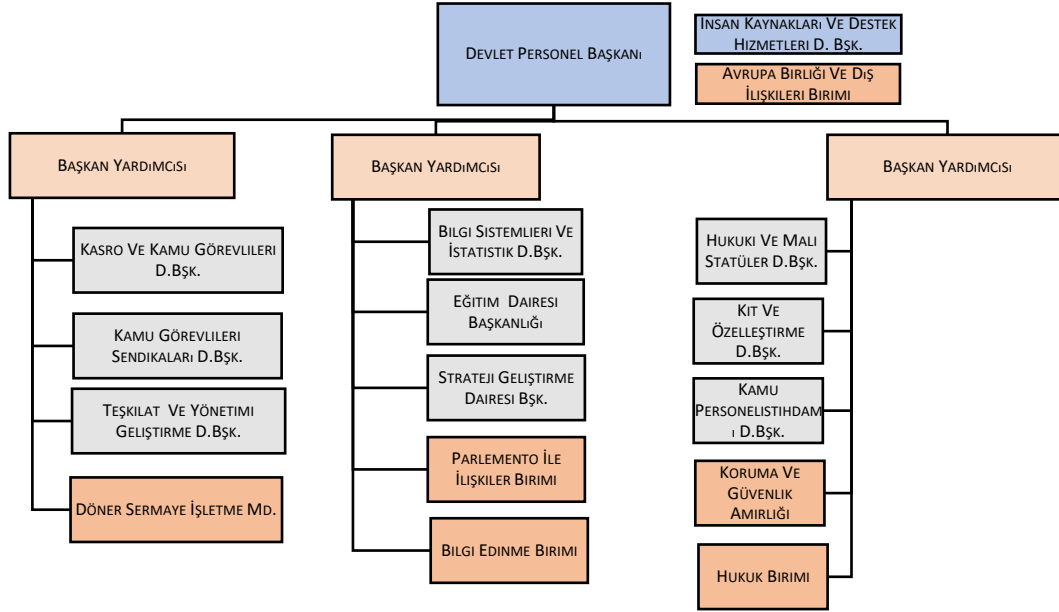 DEVLET PERSONEL BAŞKANı
INSAN KAYNAKLARı VE DESTEK
HIZMETLERİ D. BŞK.
AVRUPA BIRLIĞI VE DıŞ
İLIŞKILERI BIRIMI
BAŞKAN YARDıMCıSı
BAŞKAN YARDıMCıSı
BAŞKAN YARDıMCıSı
KASRO VE KAMU GÖREVLILERI
D.BŞK.
KAMU GÖREVLILERI
SENDIKALARı D.BŞK.
TEŞKILAT VE YÖNETIMI
GELIŞTIRME D.BŞK.
DÖNER SERMAYE İŞLETME MD.
BILGI SISTEMLIERI VE
İSTATISTIK D.BŞK.
EĞITIM DAIRESI
BAŞKANLIĞI
STRATEJI GELIŞTIRME
DAIRESI BŞK.
PARLEMENTO İLE
İLIŞKILER BIRIMI
BILGI EDINME BIRIMI
HUKUKI VE MALI
STATÜLER D.BŞK.
KIT VE
ÖZELLEŞTIRME
D.BŞK.
KAMU
PERSONELISTIHDAM
ı D.BŞK.
KORUMA VE
GÜVENLIK
AMIRLIĞI
HUKUK BIRIMI